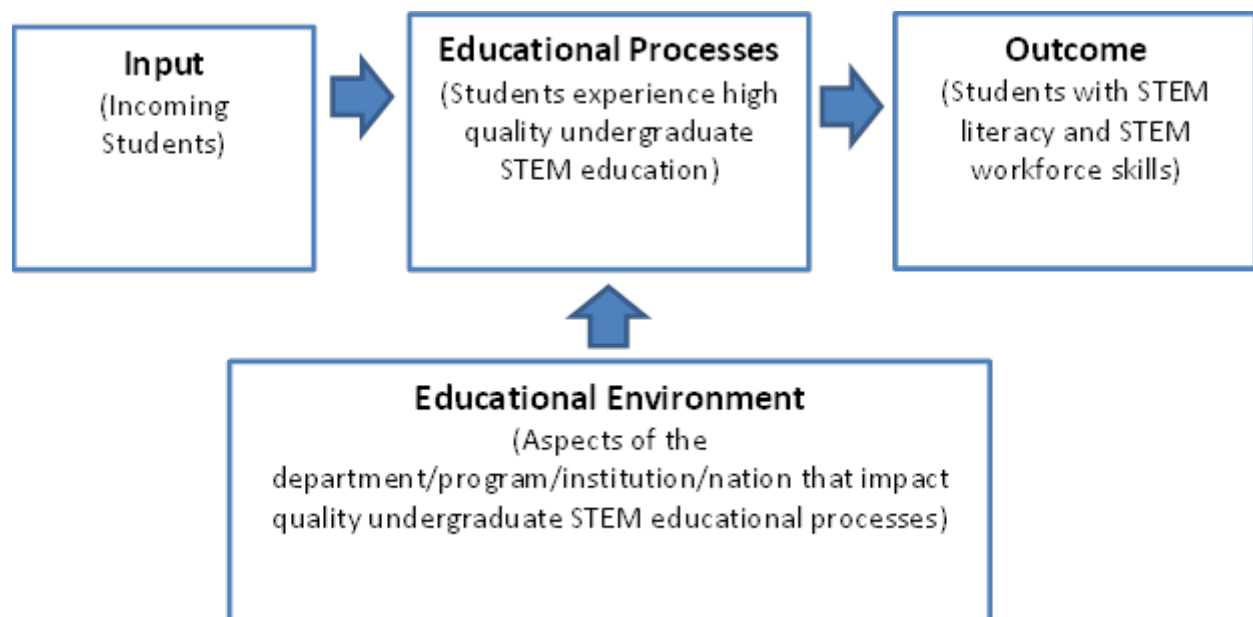 Input
(Incoming
Students)
Educational Processes
(Students experience high
quality undergraduate
STEM education)
Outcome
(Students with STEM
literacy and STEM
workforce skills)
Educational Environment
(Aspects of the
department/program/institution/nation that impact
quality undergraduate STEM educational processes)